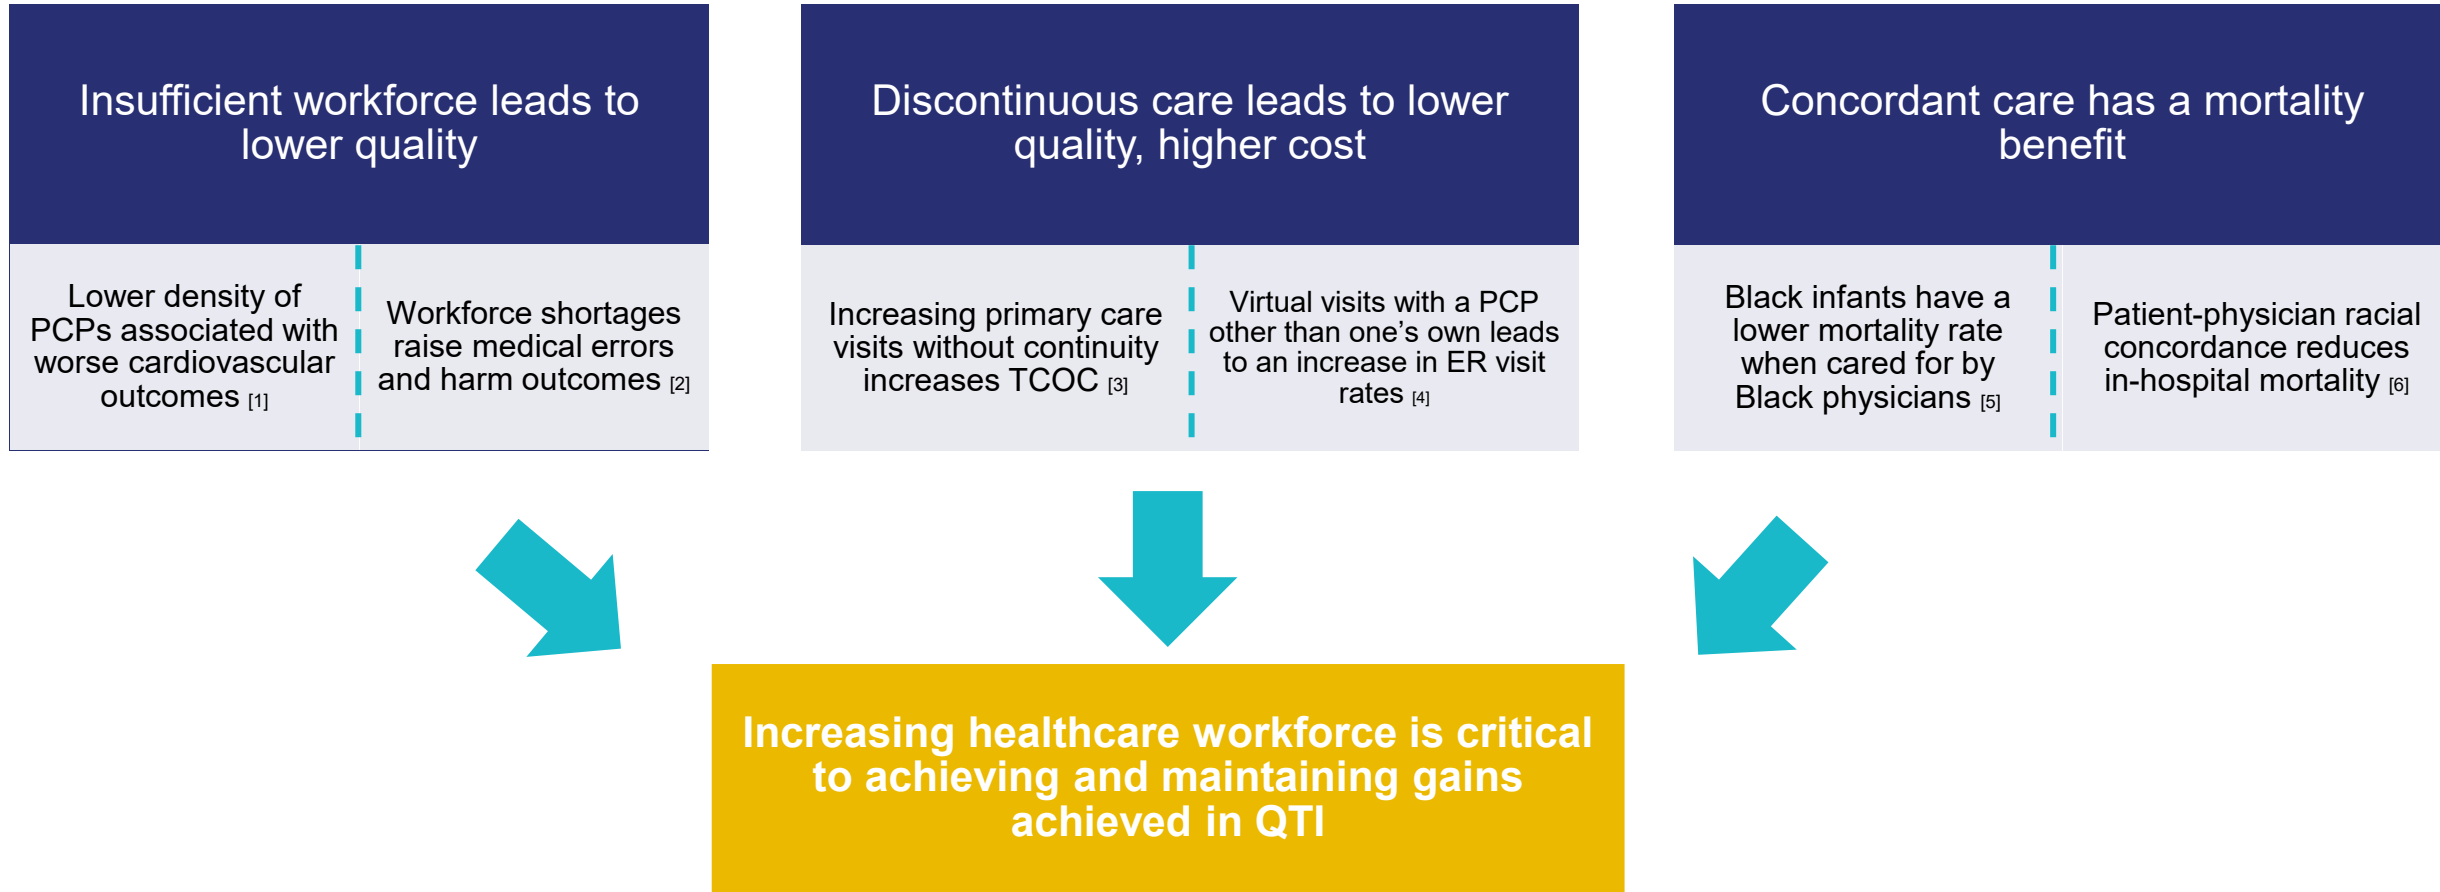 Insufficient workforce leads to
lower quality
Lower density of
PCPs associated with
worse cardiovascular
outcomes [1]
Workforce shortages
raise medical errors
and harm outcomes [2]
Discontinuous care leads to lower
quality, higher cost
Increasing primary care
visits without continuity
increases TCOC [3]
Virtual visits with a PCP
other than one’s own leads
to an increase in ER visit
rates [4]
Concordant care has a mortality
benefit
Black infants have a
lower mortality rate
when cared for by
Black physicians [5]
Patient-physician racial
concordance reduces
in-hospital mortality [6]
Increasing healthcare workforce is critical
to achieving and maintaining gains
achieved in QTI